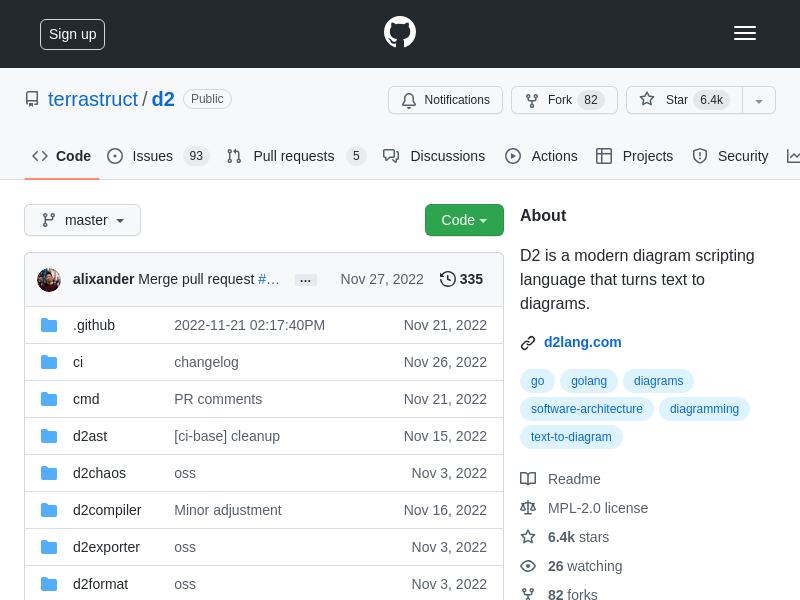 Sign up
terrastruct / d2 Public
Notifications Fork 82 Star 6.4k
Code Issues 93 Pull requests 5 Discussions Actions Projects Security
master Code
alixander Merge pull request #… ... Nov 27, 2022 335
.github 2022-11-21 02:17:40PM Nov 21, 2022
ci changelog Nov 26, 2022
cmd PR comments Nov 21, 2022
d2ast [ci-base] cleanup Nov 15, 2022
d2chaos oss Nov 3, 2022
d2compiler Minor adjustment Nov 16, 2022
d2exporter oss Nov 3, 2022
d2format oss Nov 3, 2022
About
D2 is a modern diagram scripting
language that turns text to
diagrams.
d2lang.com
go golang diagrams
software-architecture diagramming
text-to-diagram
Readme
MPL-2.0 license
6.4k stars
26 watching
82 forks